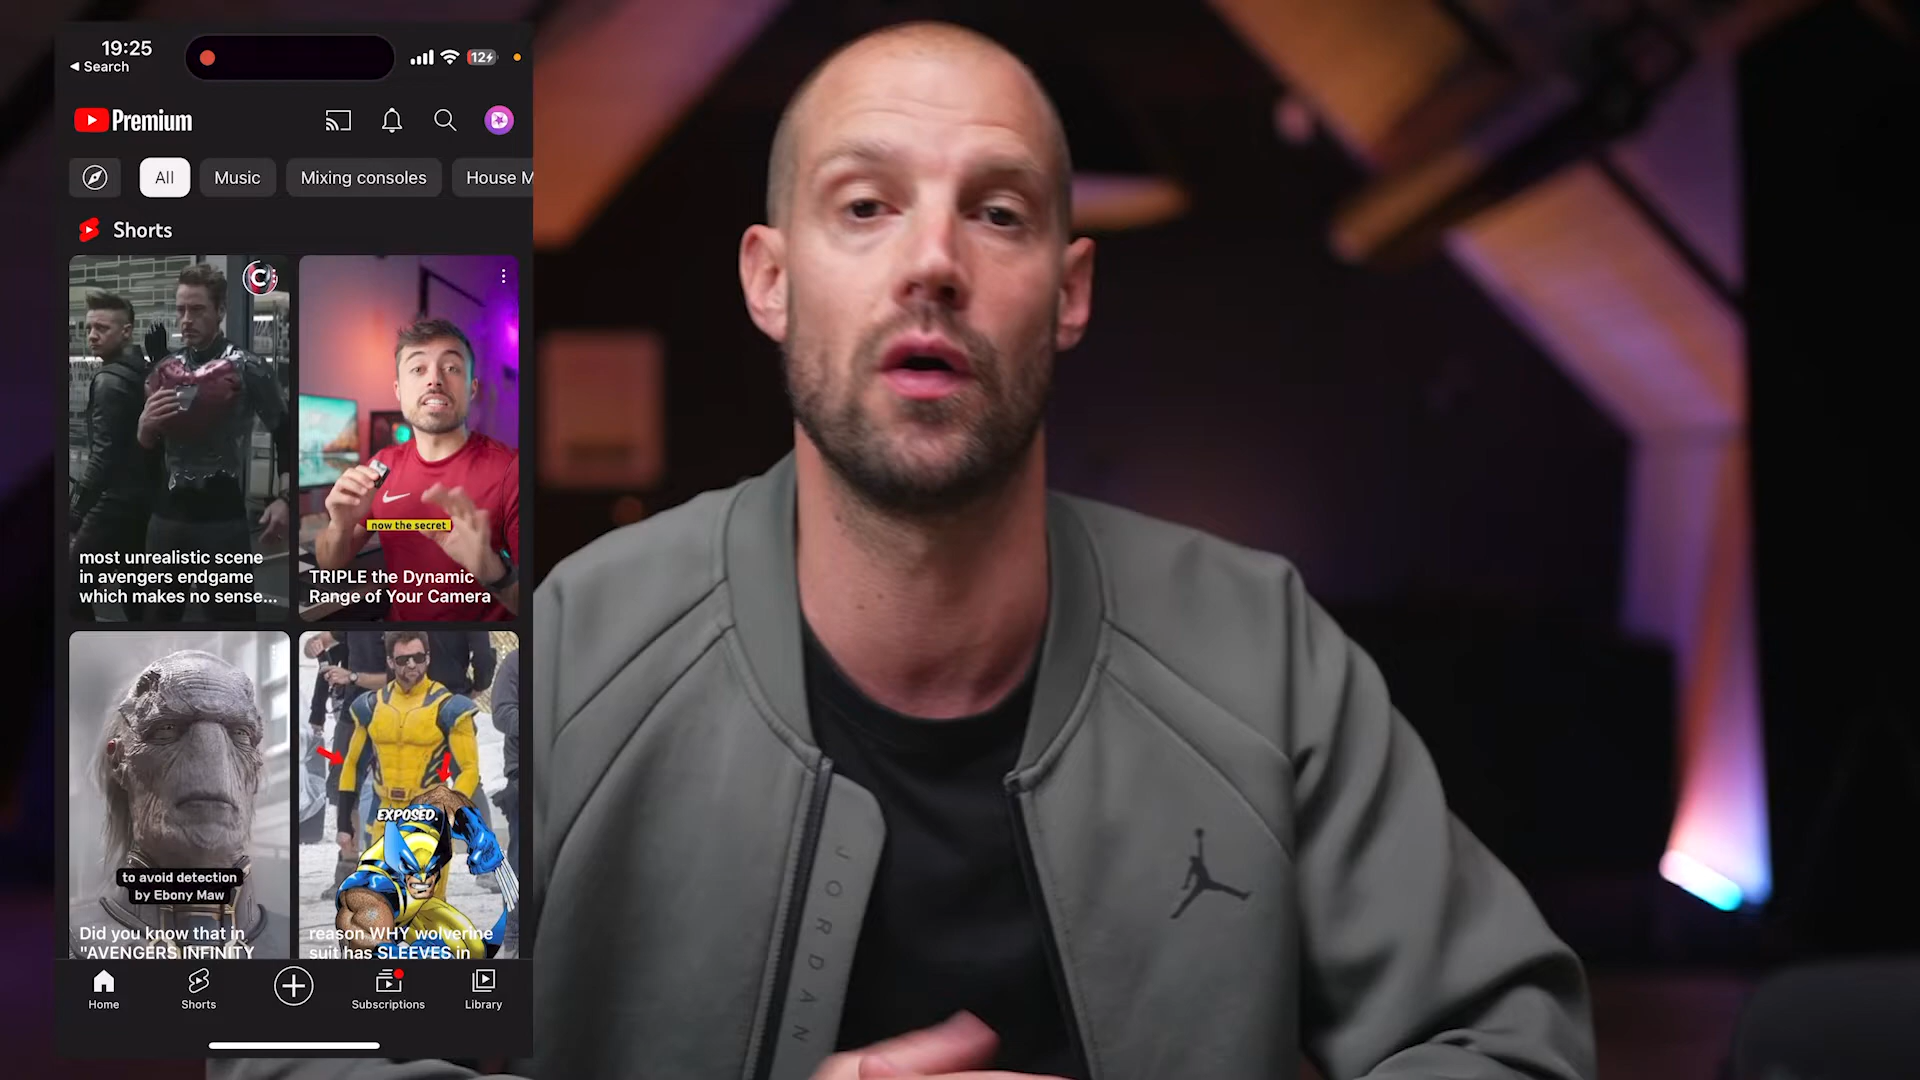 19:25
◄ Search
12
Premium
All
Music
Mixing consoles
House M
Shorts
C
now the secret
most unrealistic scene
in avengers endgame
which makes no sense...
TRIPLE the Dynamic
Range of Your Camera
EXPOSED.
to avoid detection
by Ebony Maw
Did you know that in
"AVENGERS INFINITY
reason WHY wolverine
suit has SLEEVES in
Home
Shorts
Subscriptions
Library
JORDAN